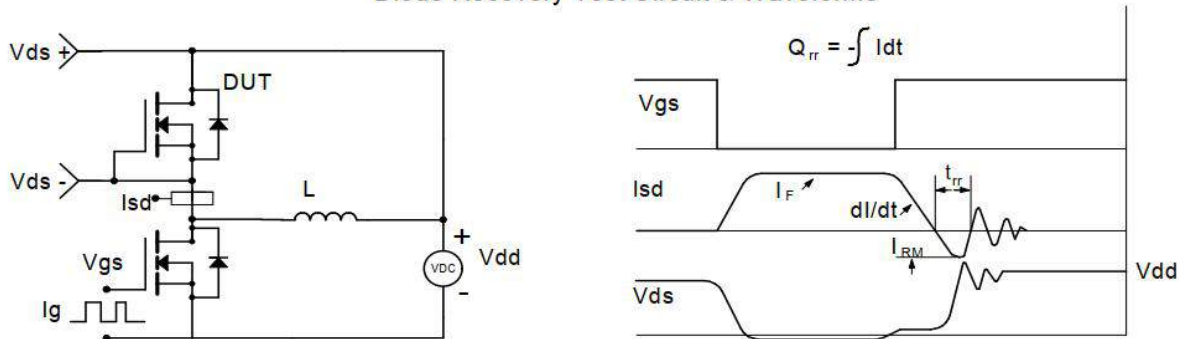 Diode Recovery Test Circuit & Waveforms
Vds +
DUT
Vds -
Isd
L
Vgs
Ig
+
VDC
-
Vdd
Q rr = -∫ Idt
Vgs
Isd
I F
dI/dt
t rr
I RM
Vds
Vdd